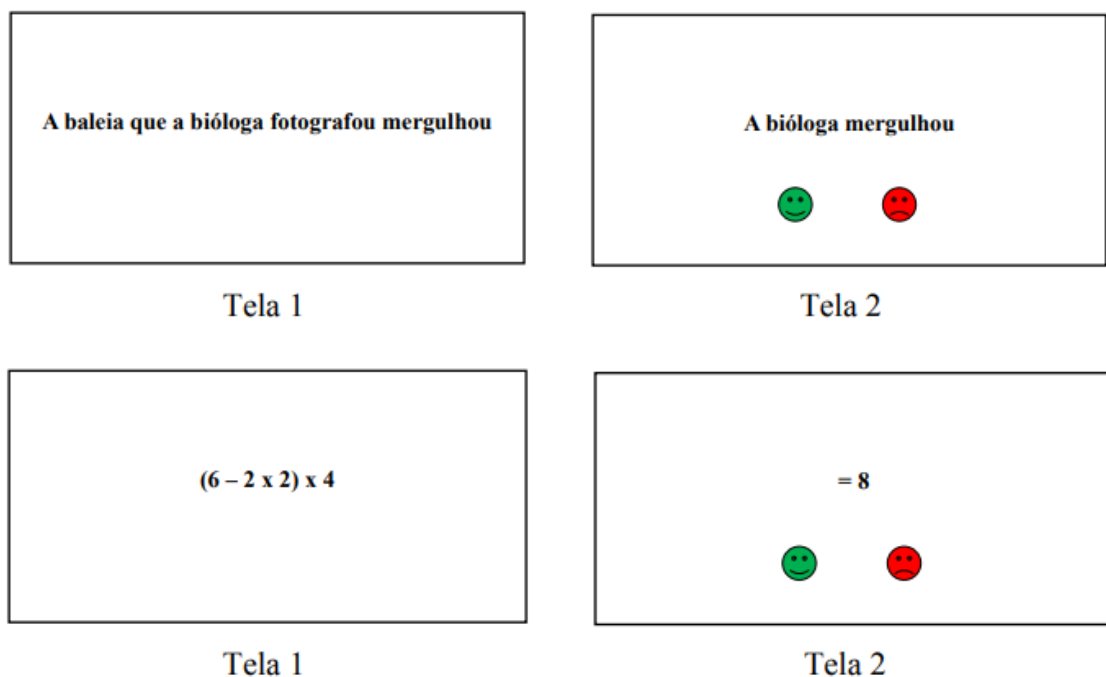 A baleia que a bióloga fotografou mergulhou
A bióloga mergulhou
Tela 1
Tela 2
(6 – 2 x 2) x 4
= 8
Tela 1
Tela 2